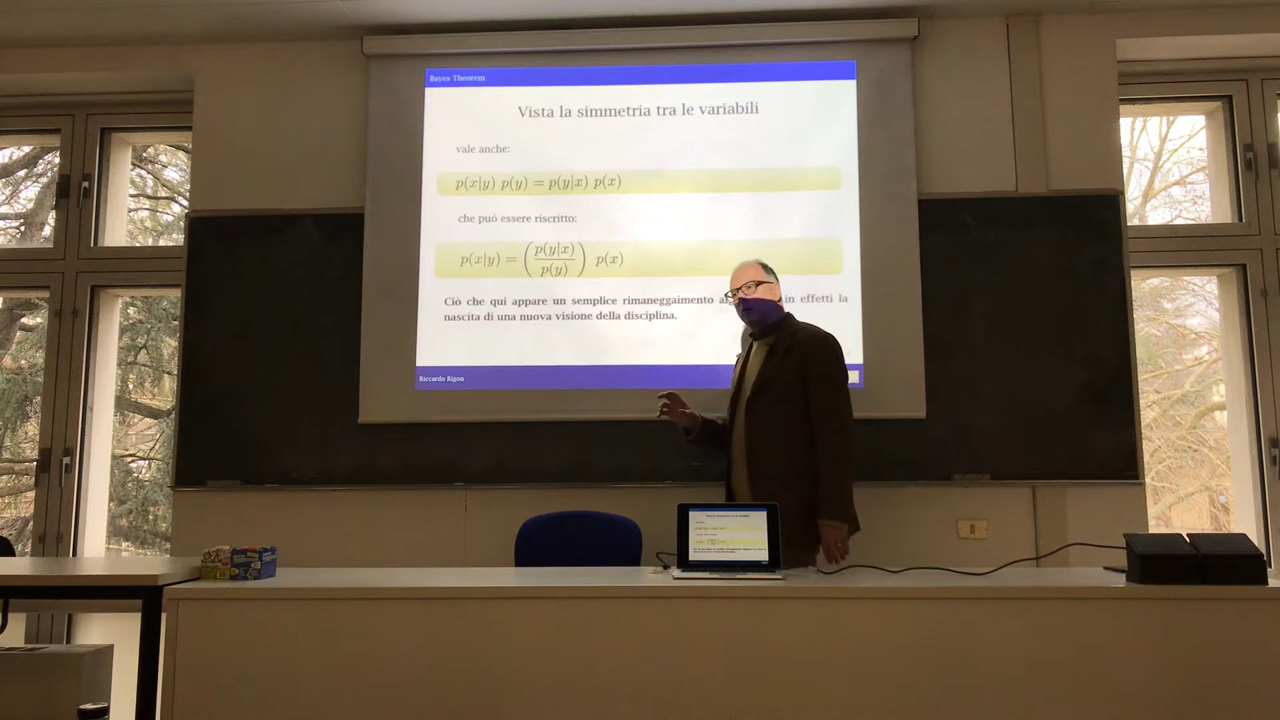 Bayes Theorem
Vista la simmetria tra le variabili
vale anche:
p(x|y) p(y) = p(y|x) p(x)
che può essere riscritto:
p(x|y) = (p(y|x)/p(y)) p(x)
Ciò che qui appare un semplice rimaneggaimento in effetti la
nascita di una nuova visione della disciplina.
Riccardo Rigon